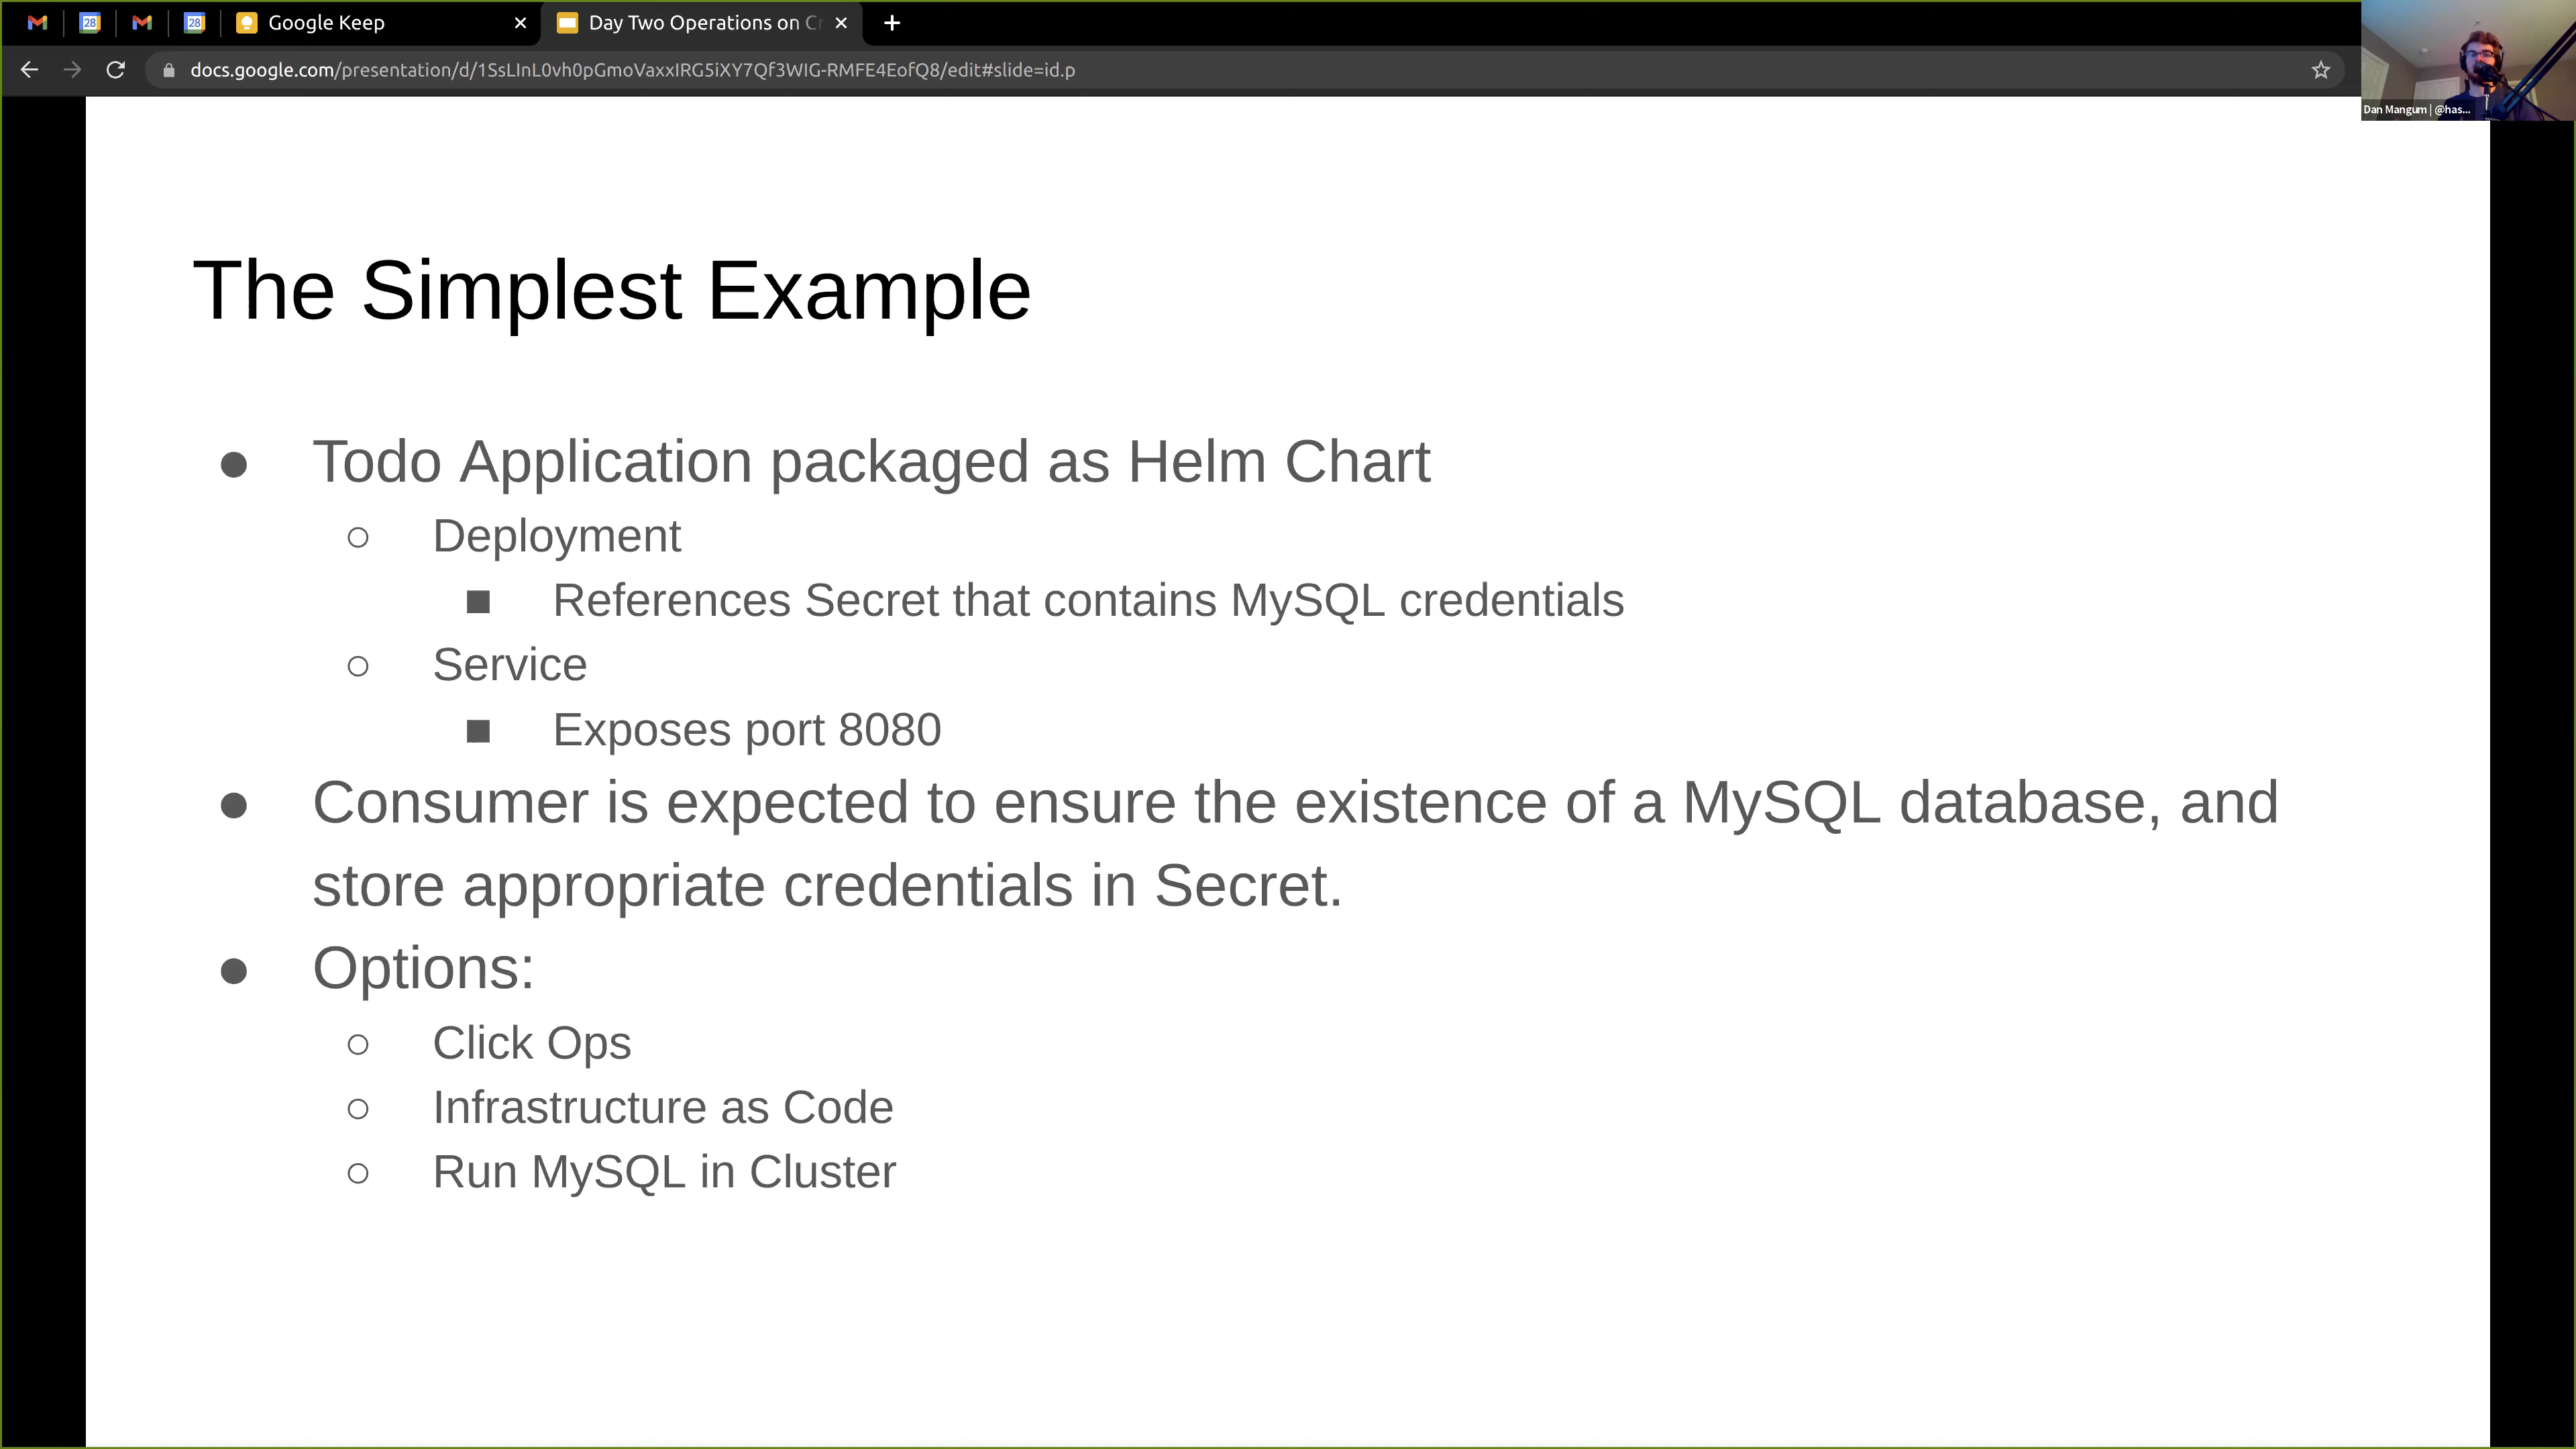 28
28
Google Keep
Day Two Operations on
docs.google.com/presentation/d/1SsLInL0vh0pGmoVaxxIRG5iXY7Qf3WIG-RMFE4EofQ8/edit#slide=id.p
Dan Mangum | @has...
The Simplest Example
● Todo Application packaged as Helm Chart
○ Deployment
■ References Secret that contains MySQL credentials
○ Service
■ Exposes port 8080
● Consumer is expected to ensure the existence of a MySQL database, and
store appropriate credentials in Secret.
● Options:
○ Click Ops
○ Infrastructure as Code
○ Run MySQL in Cluster